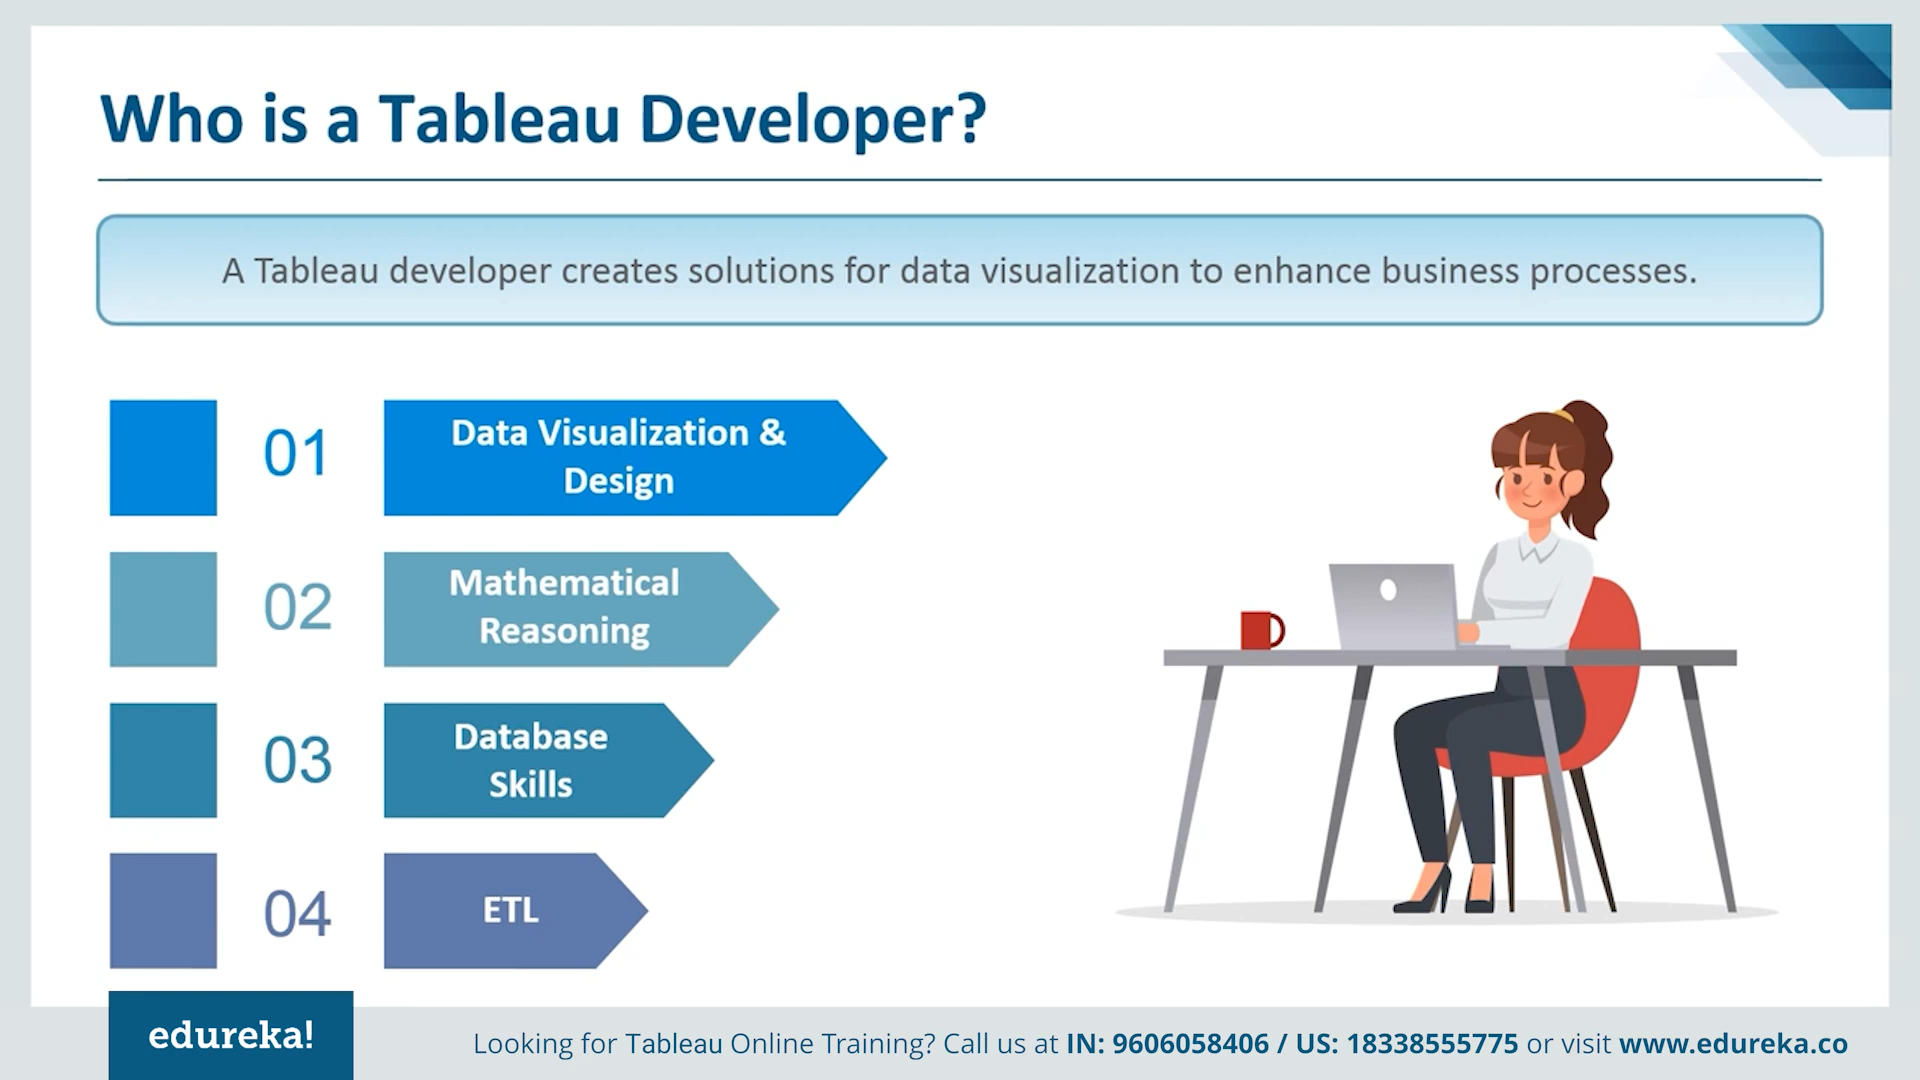 Who is a Tableau Developer?
A Tableau developer creates solutions for data visualization to enhance business processes.
01
Data Visualization &
Design
02
Mathematical
Reasoning
03
Database
Skills
04
ETL
edureka!
Looking for Tableau Online Training? Call us at IN: 9606058406 / US: 18338555775 or visit www.edureka.co